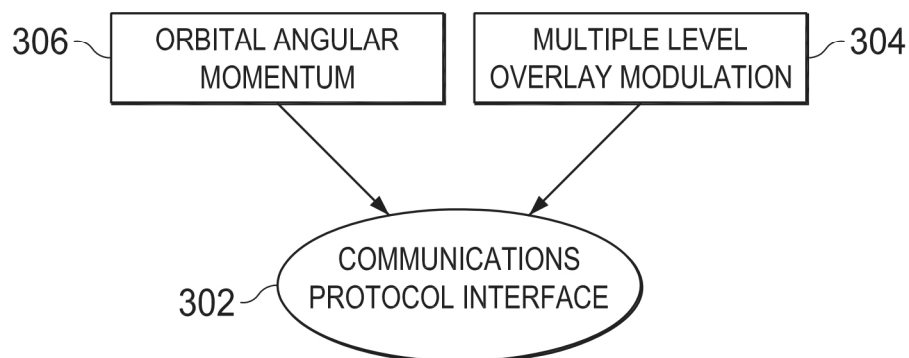 306
ORBITAL ANGULAR
MOMENTUM
MULTIPLE LEVEL
OVERLAY MODULATION
304
COMMUNICATIONS
PROTOCOL INTERFACE
302